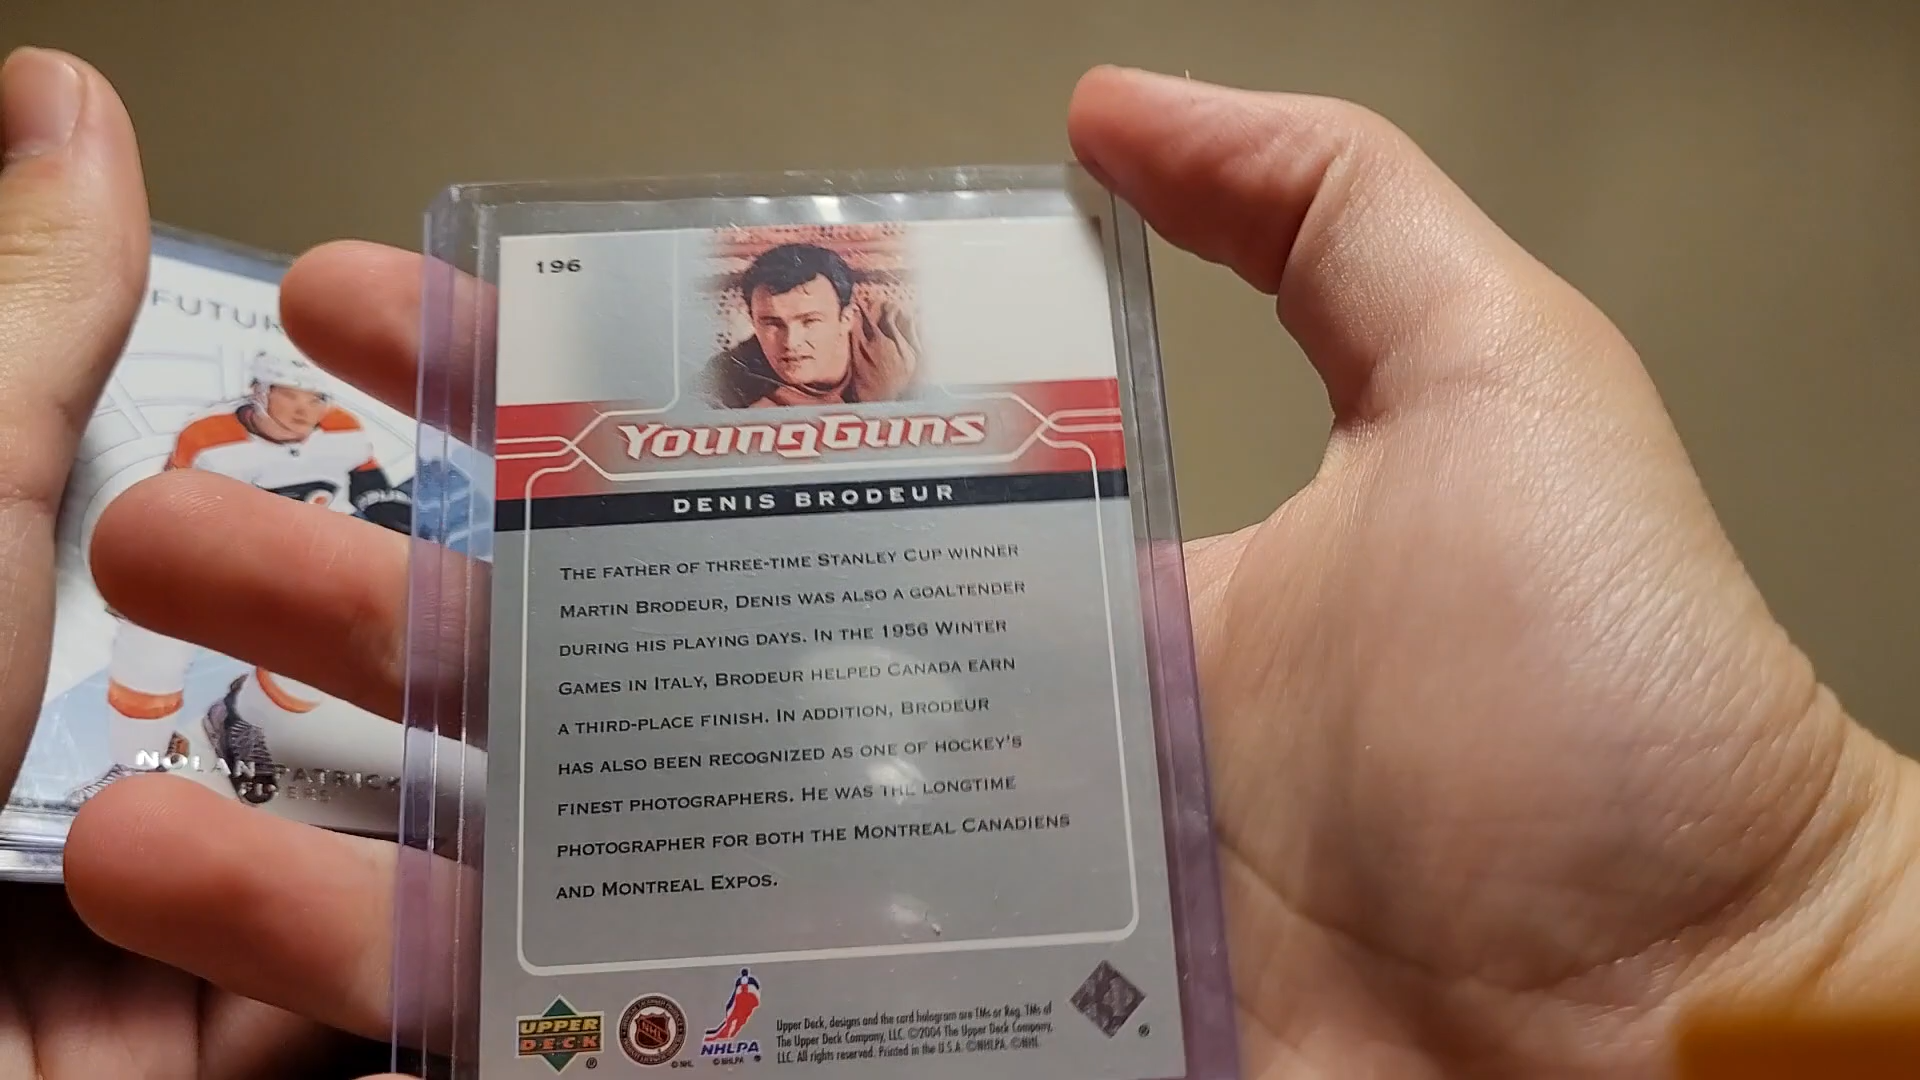 196
YOUNGGUNS
DENIS BRODEUR
THE FATHER OF THREE-TIME STANLEY CUP WINNER
MARTIN BRODEUR, DENIS WAS ALSO A GOALTENDER
DURING HIS PLAYING DAYS. IN THE 1956 WINTER
GAMES IN ITALY, BRODEUR HELPED CANADA EARN
A THIRD-PLACE FINISH. IN ADDITION, BRODEUR
HAS ALSO BEEN RECOGNIZED AS ONE OF HOCKEY'S
FINEST PHOTOGRAPHERS. HE WAS THE LONGTIME
PHOTOGRAPHER FOR BOTH THE MONTREAL CANADIENS
AND MONTREAL EXPOS.
UPPER
DECK
®
NHL
© NHL
NHLPA
© NHLPA
Upper Deck, designs and the card hologram are TMs or Reg. TMs of
The Upper Deck Company, LLC. ©2004 The Upper Deck Company,
LLC. All rights reserved. Printed in the U.S.A. ©NHLPA. ©NHL.
®
NOLAN PATRICK